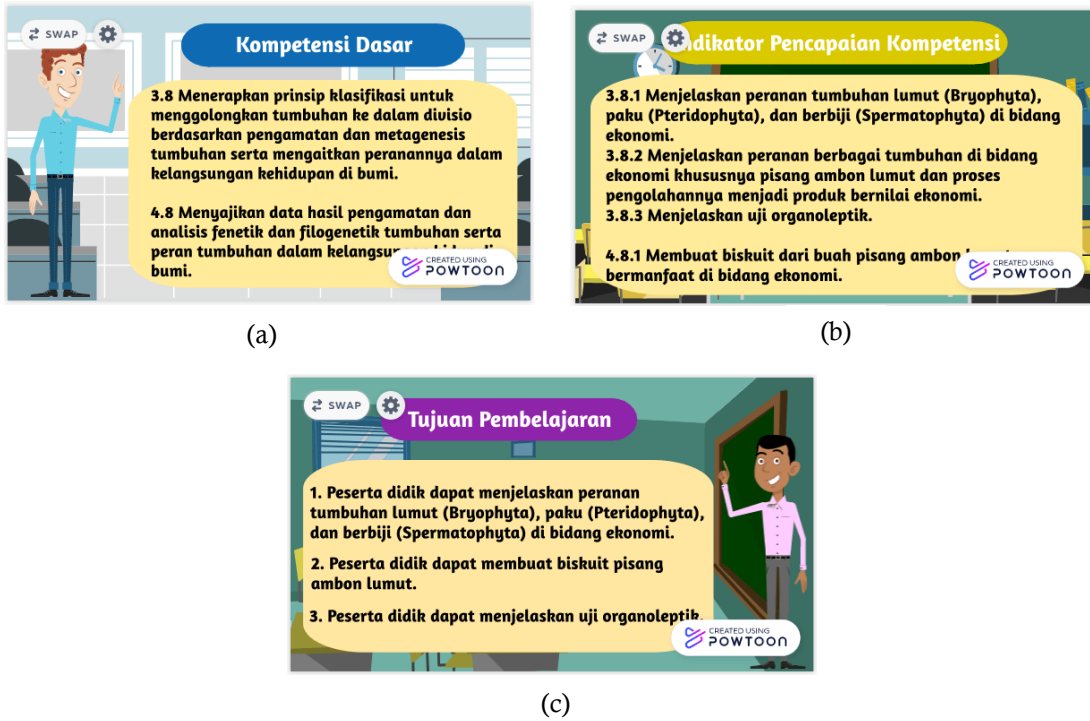 SWAP
Kompetensi Dasar
3.8 Menerapkan prinsip klasifikasi untuk
menggolongkan tumbuhan ke dalam divisio
berdasarkan pengamatan dan metagenesis
tumbuhan serta mengaitkan peranannya dalam
kelangsungan kehidupan di bumi.
4.8 Menyajikan data hasil pengamatan dan
analisis fenetik dan filogenetik tumbuhan serta
peran tumbuhan dalam
bumi.
CREATED USING
POWTOON
(a)
SWAP
ndikator Pencapaian Kompetensi
3.8.1 Menjelaskan peranan tumbuhan lumut (Bryophyta),
paku (Pteridophyta), dan berbiji (Spermatophyta) di bidang
ekonomi.
3.8.2 Menjelaskan peranan berbagai tumbuhan di bidang
ekonomi khususnya pisang ambon lumut dan proses
pengolahannya menjadi produk bernilai ekonomi.
3.8.3 Menjelaskan uji organoleptik.
4.8.1 Membuat biskuit dari buah pisang ambon
bermanfaat di bidang ekonomi.
CREATED USING
POWTOON
(b)
SWAP
Tujuan Pembelajaran
1. Peserta didik dapat menjelaskan peranan
tumbuhan lumut (Bryophyta), paku (Pteridophyta),
dan berbiji (Spermatophyta) di bidang ekonomi.
2. Peserta didik dapat membuat biskuit pisang
ambon lumut.
3. Peserta didik dapat menjelaskan uji organoleptik.
CREATED USING
POWTOON
(c)